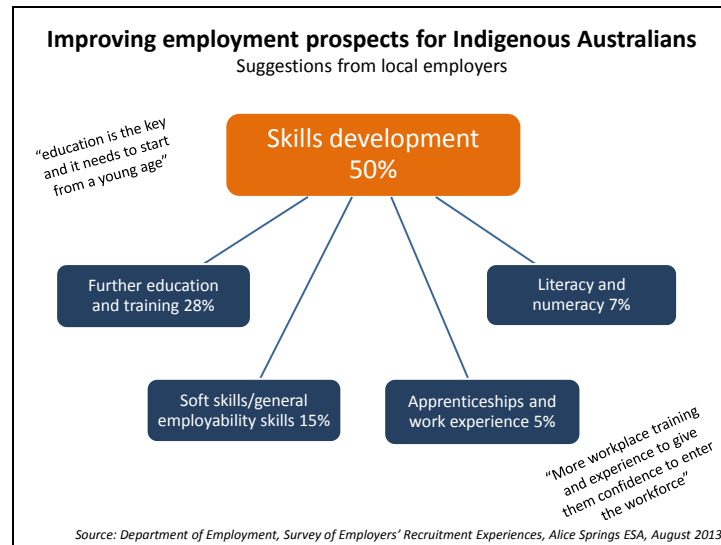 Improving employment prospects for Indigenous Australians
Suggestions from local employers
“education is the key
and it needs to start
from a young age”
Skills development
50%
Further education
and training 28%
Literacy and
numeracy 7%
Soft skills/general
employability skills 15%
Apprenticeships and
work experience 5%
“More workplace training
and experience to give
them confidence to enter
the workforce”
Source: Department of Employment, Survey of Employers’ Recruitment Experiences, Alice Springs ESA, August 2013